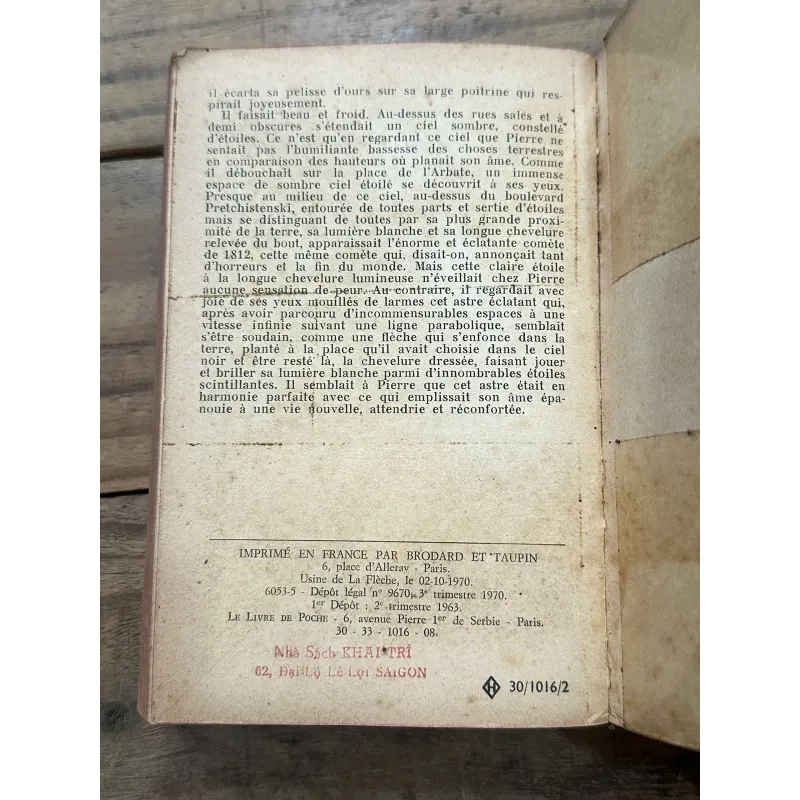 il écarta sa pelisse d'ours sur sa large poitrine qui res-
pirait joyeusement.
Il faisait beau et froid. Au-dessus des rues sales et à
demi obscures s'étendait un ciel sombre, constellé
d'étoiles. Ce n'est qu'en regardant ce ciel que Pierre ne
sentait pas l'humiliante bassesse des choses terrestres
en comparaison des hauteurs où planait son âme. Comme
il débouchait sur la place de l'Arbate, un immense
espace de sombre ciel étoilé se découvrit à ses yeux.
Presque au milieu de ce ciel, au-dessus du boulevard
Pretchistenski, entourée de toutes parts et sertie d'étoiles
mais se distinguant de toutes par sa plus grande proxi-
mité de la terre, sa lumière blanche et sa longue chevelure
relevée du bout, apparaissait l'énorme et éclatante comète
de 1812, cette même comète qui, disait-on, annonçait tant
d'horreurs et la fin du monde. Mais cette claire étoile
à la longue chevelure lumineuse n'éveillait chez Pierre
aucune sensation de peur. Au contraire, il regardait avec
joie de ses yeux mouillés de larmes cet astre éclatant qui,
après avoir parcouru d'incommensurables espaces à une
vitesse infinie suivant une ligne parabolique, semblait
s'être soudain, comme une flèche qui s'enfonce dans la
terre, planté à la place qu'il avait choisie dans le ciel
noir et être resté là, la chevelure dressée, faisant jouer
et briller sa lumière blanche parmi d'innombrables étoiles
scintillantes. Il semblait à Pierre que cet astre était en
harmonie parfaite avec ce qui emplissait son âme épa-
nouie à une vie nouvelle, attendrie et réconfortée.
IMPRIMÉ EN FRANCE PAR BRODARD ET TAUPIN
6, place d'Alleray - Paris.
Usine de La Flèche, le 02-10-1970.
6053-5 - Dépôt légal n° 9670, 3e trimestre 1970.
1er Dépôt : 2e trimestre 1963.
LE LIVRE DE POCHE - 6, avenue Pierre 1er de Serbie - Paris.
30 - 33 - 1016 - 08
Nhà Sách KHAI-TRÍ
62, Đại-Lộ Lê-Lợi SAIGON
H 30/1016/2